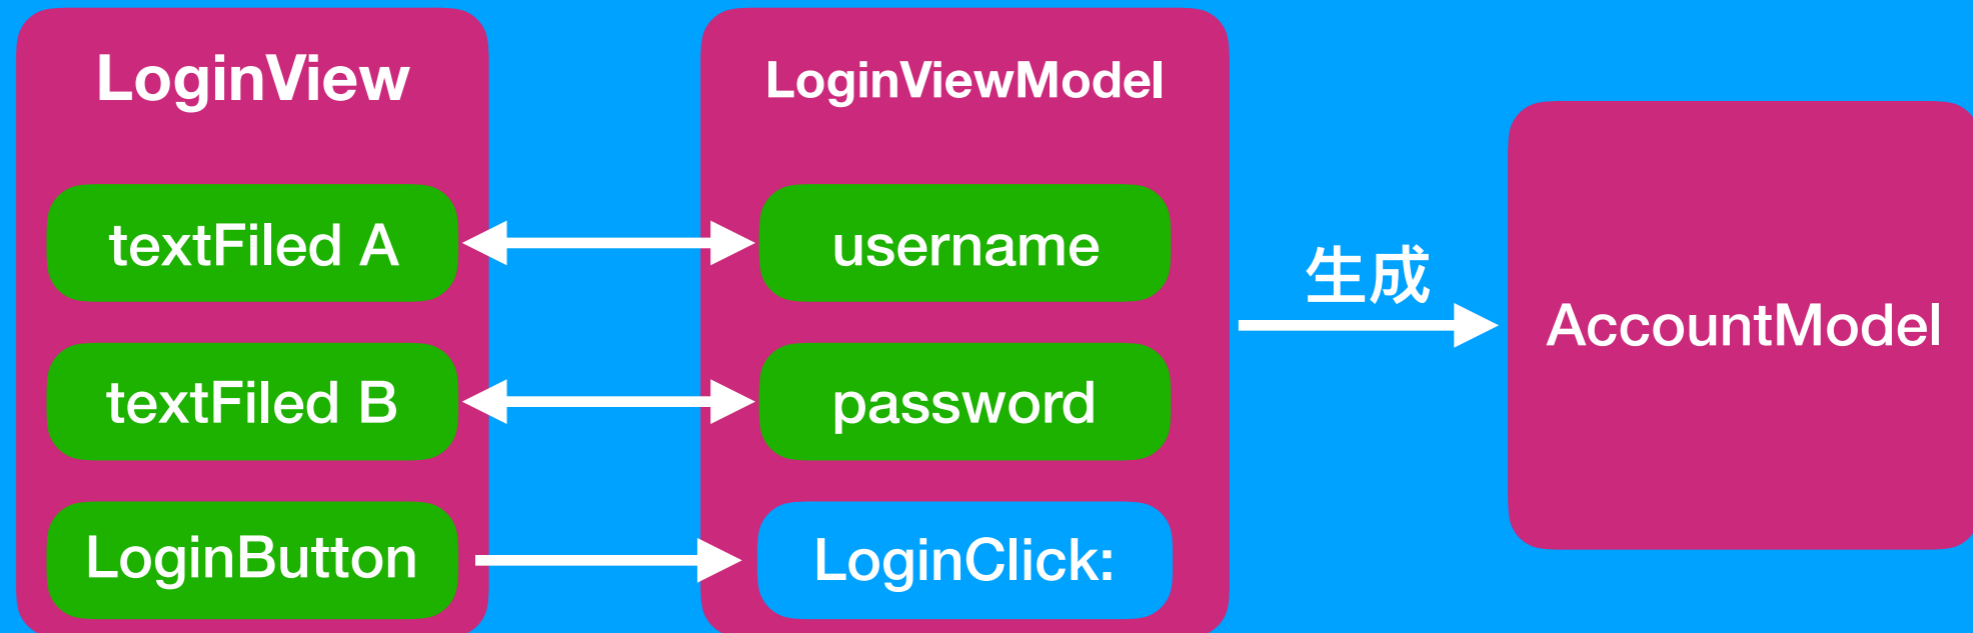 LoginView
textFiled A
textFiled B
LoginButton
LoginViewModel
username
password
LoginClick:
生成
AccountModel